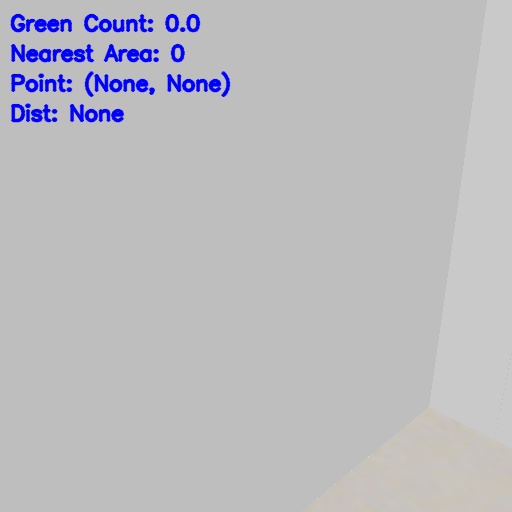 Green Count: 0.0
Nearest Area: 0
Point: (None, None)
Dist: None